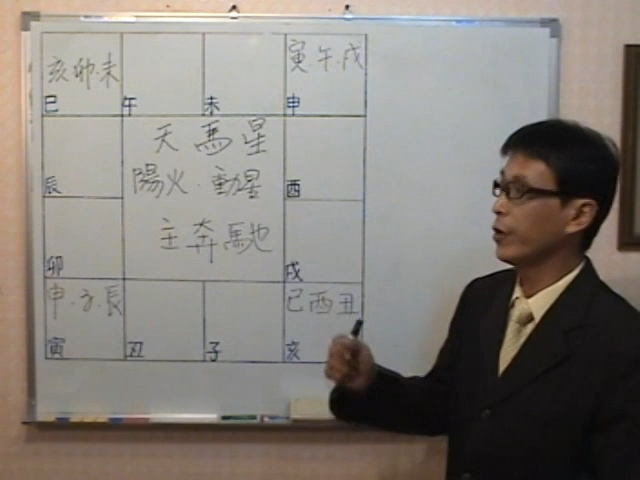 亥卯未
寅.午.戌
巳
午
未
申
天馬星
陽火.動星
主奔馳
辰
酉
卯
戌
申.子.辰
巳酉丑
寅
丑
子
亥